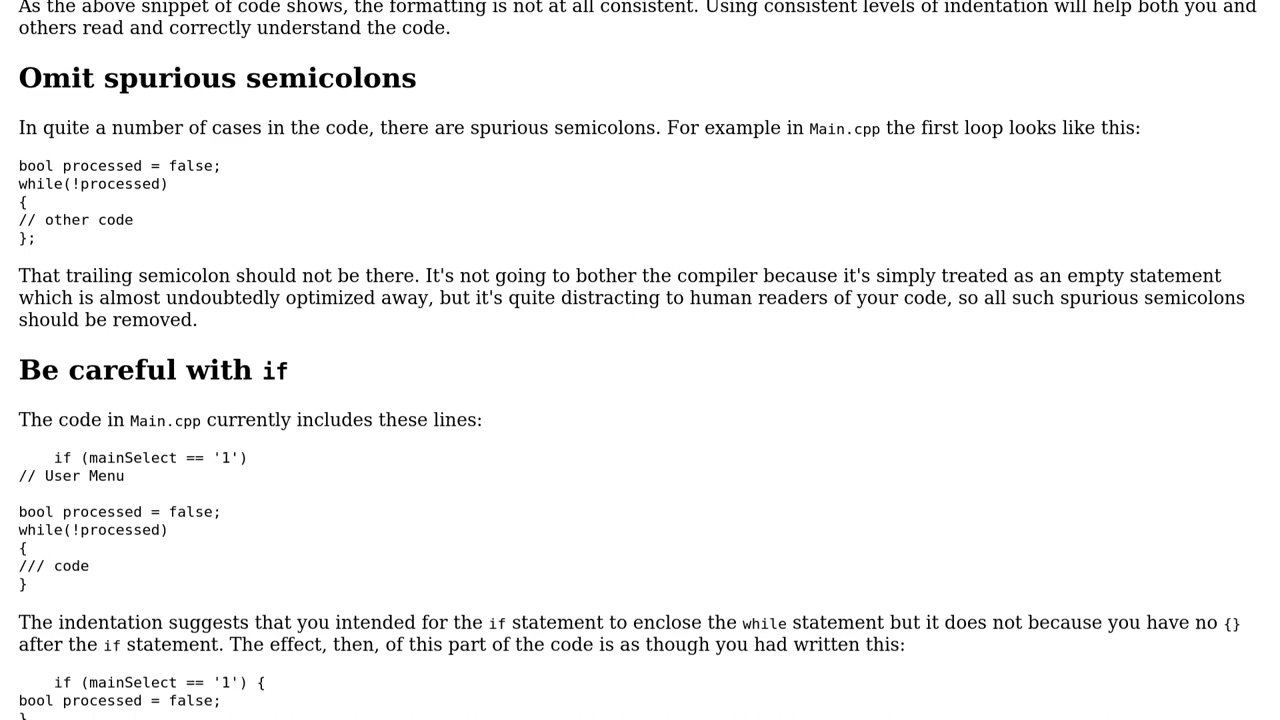 As the above snippet of code shows, the formatting is not at all consistent. Using consistent levels of indentation will help both you and
others read and correctly understand the code.
Omit spurious semicolons
In quite a number of cases in the code, there are spurious semicolons. For example in Main.cpp the first loop looks like this:
bool processed = false;
while(!processed)
{
// other code
};
That trailing semicolon should not be there. It's not going to bother the compiler because it's simply treated as an empty statement
which is almost undoubtedly optimized away, but it's quite distracting to human readers of your code, so all such spurious semicolons
should be removed.
Be careful with if
The code in Main.cpp currently includes these lines:
    if (mainSelect == '1')
// User Menu
bool processed = false;
while(!processed)
{
/// code
}
The indentation suggests that you intended for the if statement to enclose the while statement but it does not because you have no {}
after the if statement. The effect, then, of this part of the code is as though you had written this:
    if (mainSelect == '1') {
bool processed = false;
}